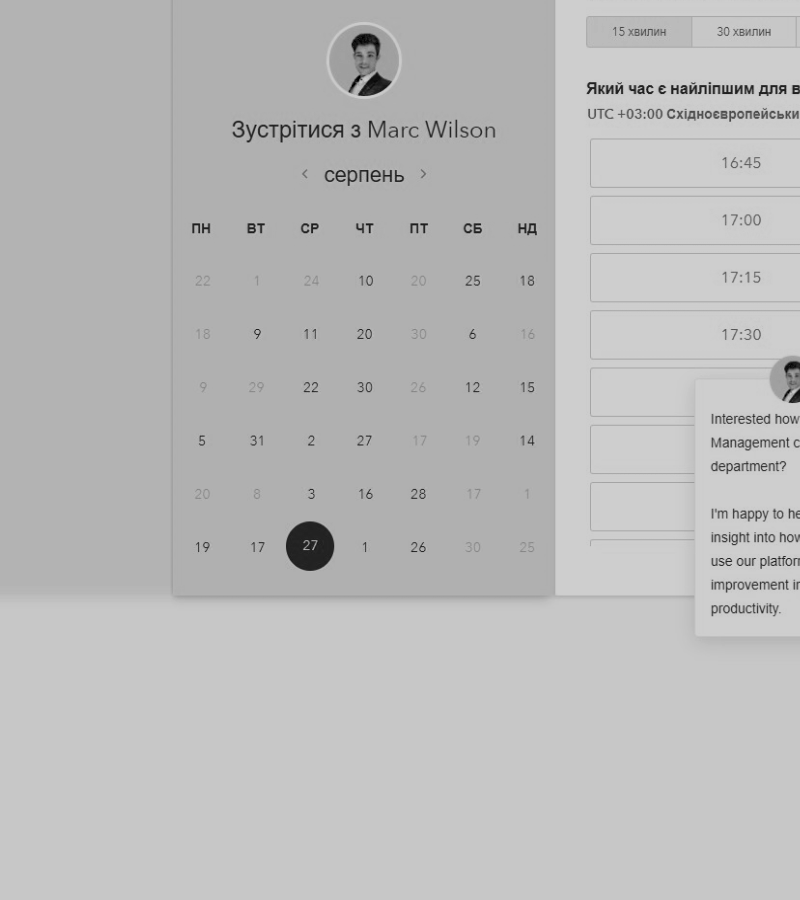 Зустрітися з Marc Wilson
серпень
ПН ВТ СР ЧТ ПТ СБ НД
22 1 24 10 20 25 18
18 9 11 20 30 6 16
9 29 22 30 26 12 15
5 31 2 27 17 19 14
20 8 3 16 28 17 1
19 17 27 1 26 30 25
15 хвилин 30 хвилин
Який час є найліпшим для в
UTC +03:00 Східноєвропейськи
16:45
17:00
17:15
17:30
Interested how
Management c
department?
I'm happy to he
insight into how
use our platforr
improvement ir
productivity.